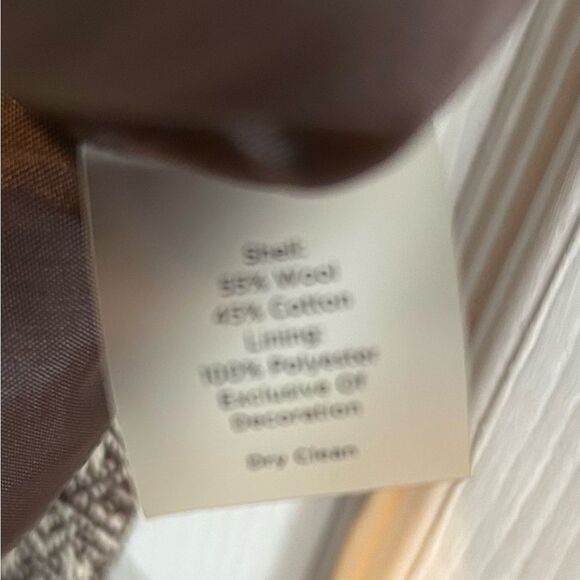 Shell:
55% Wool
45% Cotton
Lining:
100% Polyester
Exclusive Of
Decoration
Dry Clean